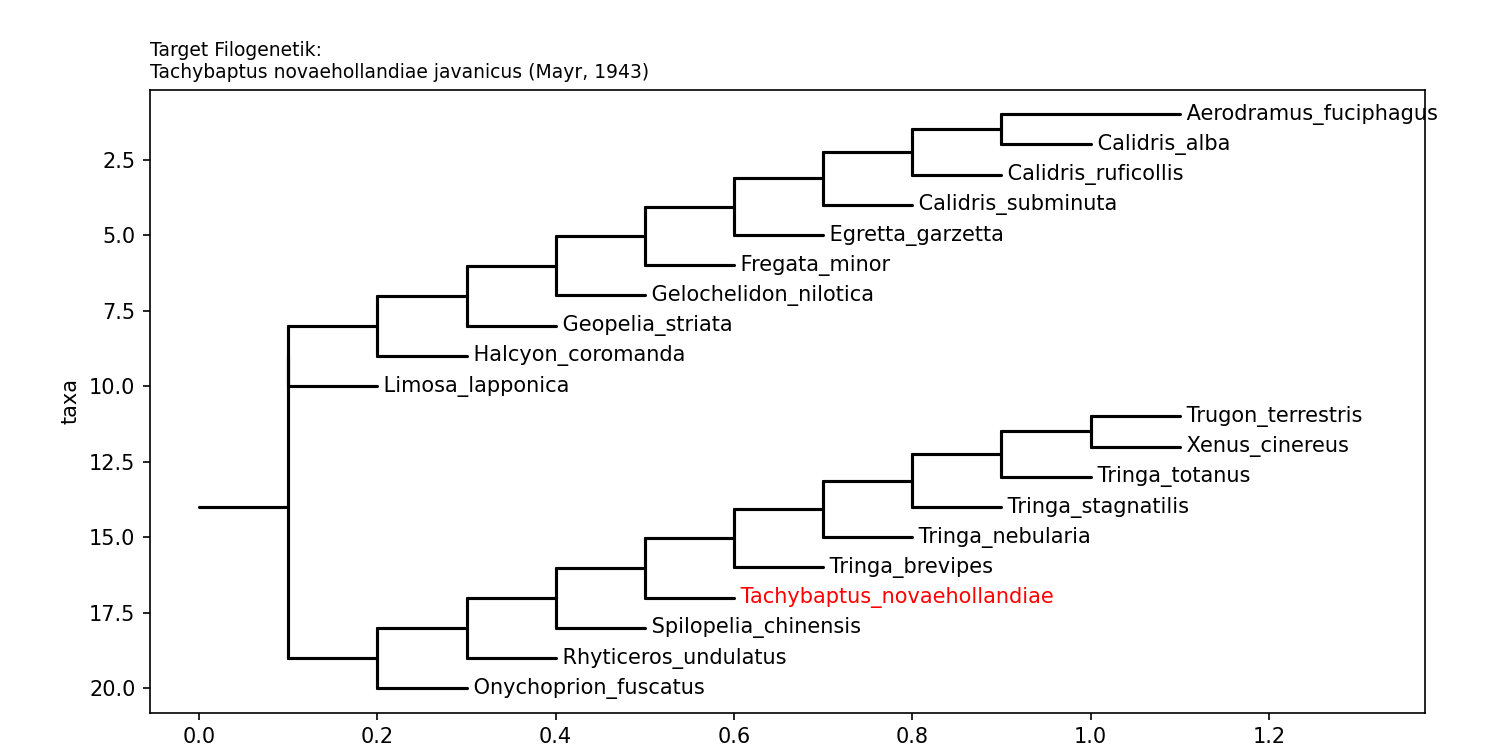 Target Filogenetik:
Tachybaptus novaehollandiae javanicus (Mayr, 1943)
Aerodramus_fuciphagus
Calidris_alba
2.5
Calidris_ruficollis
Calidris_subminuta
5.0
Egretta_garzetta
Fregata_minor
Gelochelidon_nilotica
7.5
Geopelia_striata
Halcyon_coromanda
10.0
Limosa_lapponica
taxa
Trugon_terrestris
Xenus_cinereus
12.5
Tringa_totanus
Tringa_stagnatilis
15.0
Tringa_nebularia
Tringa_brevipes
Tachybaptus_novaehollandiae
17.5
Spilopelia_chinensis
Rhyticeros_undulatus
20.0
Onychoprion_fuscatus
0.0 0.2 0.4 0.6 0.8 1.0 1.2